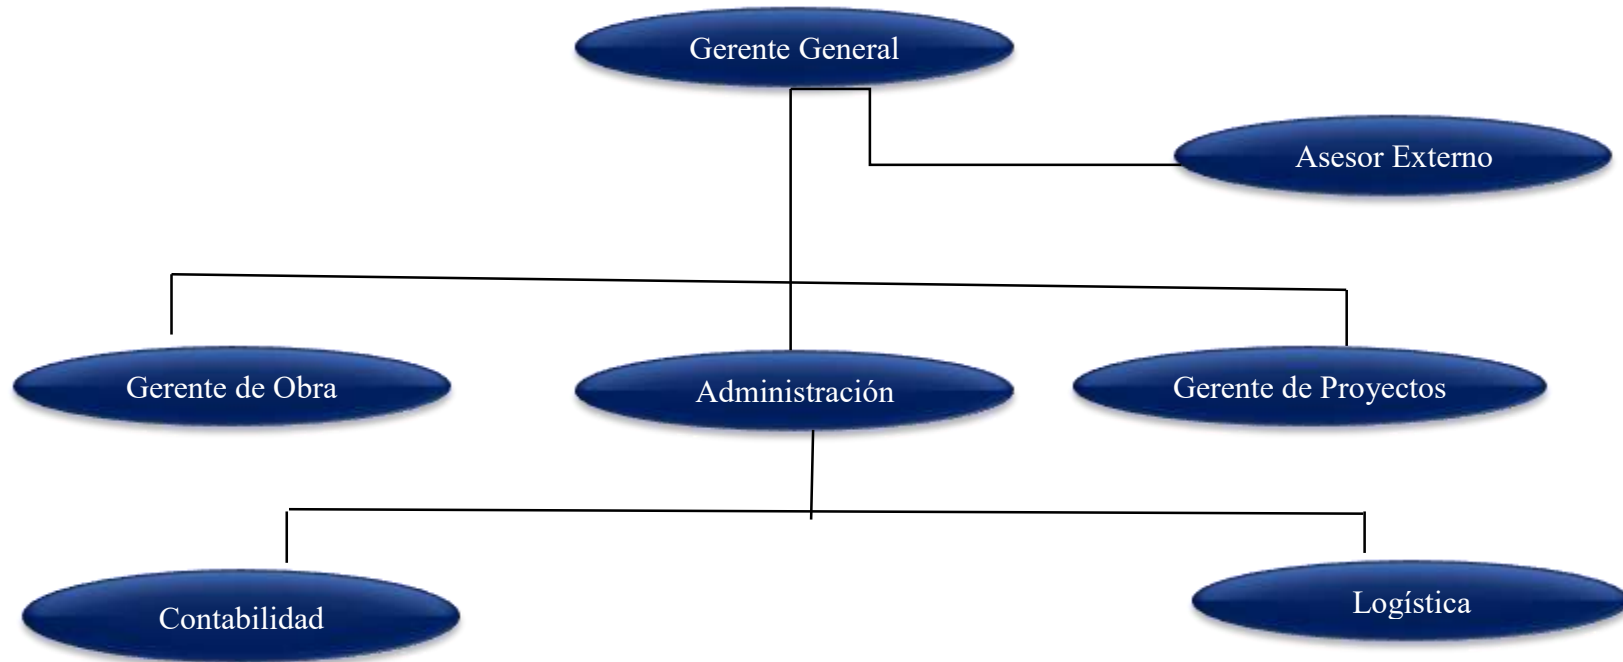 Gerente General
Asesor Externo
Gerente de Obra
Administración
Gerente de Proyectos
Contabilidad
Logística